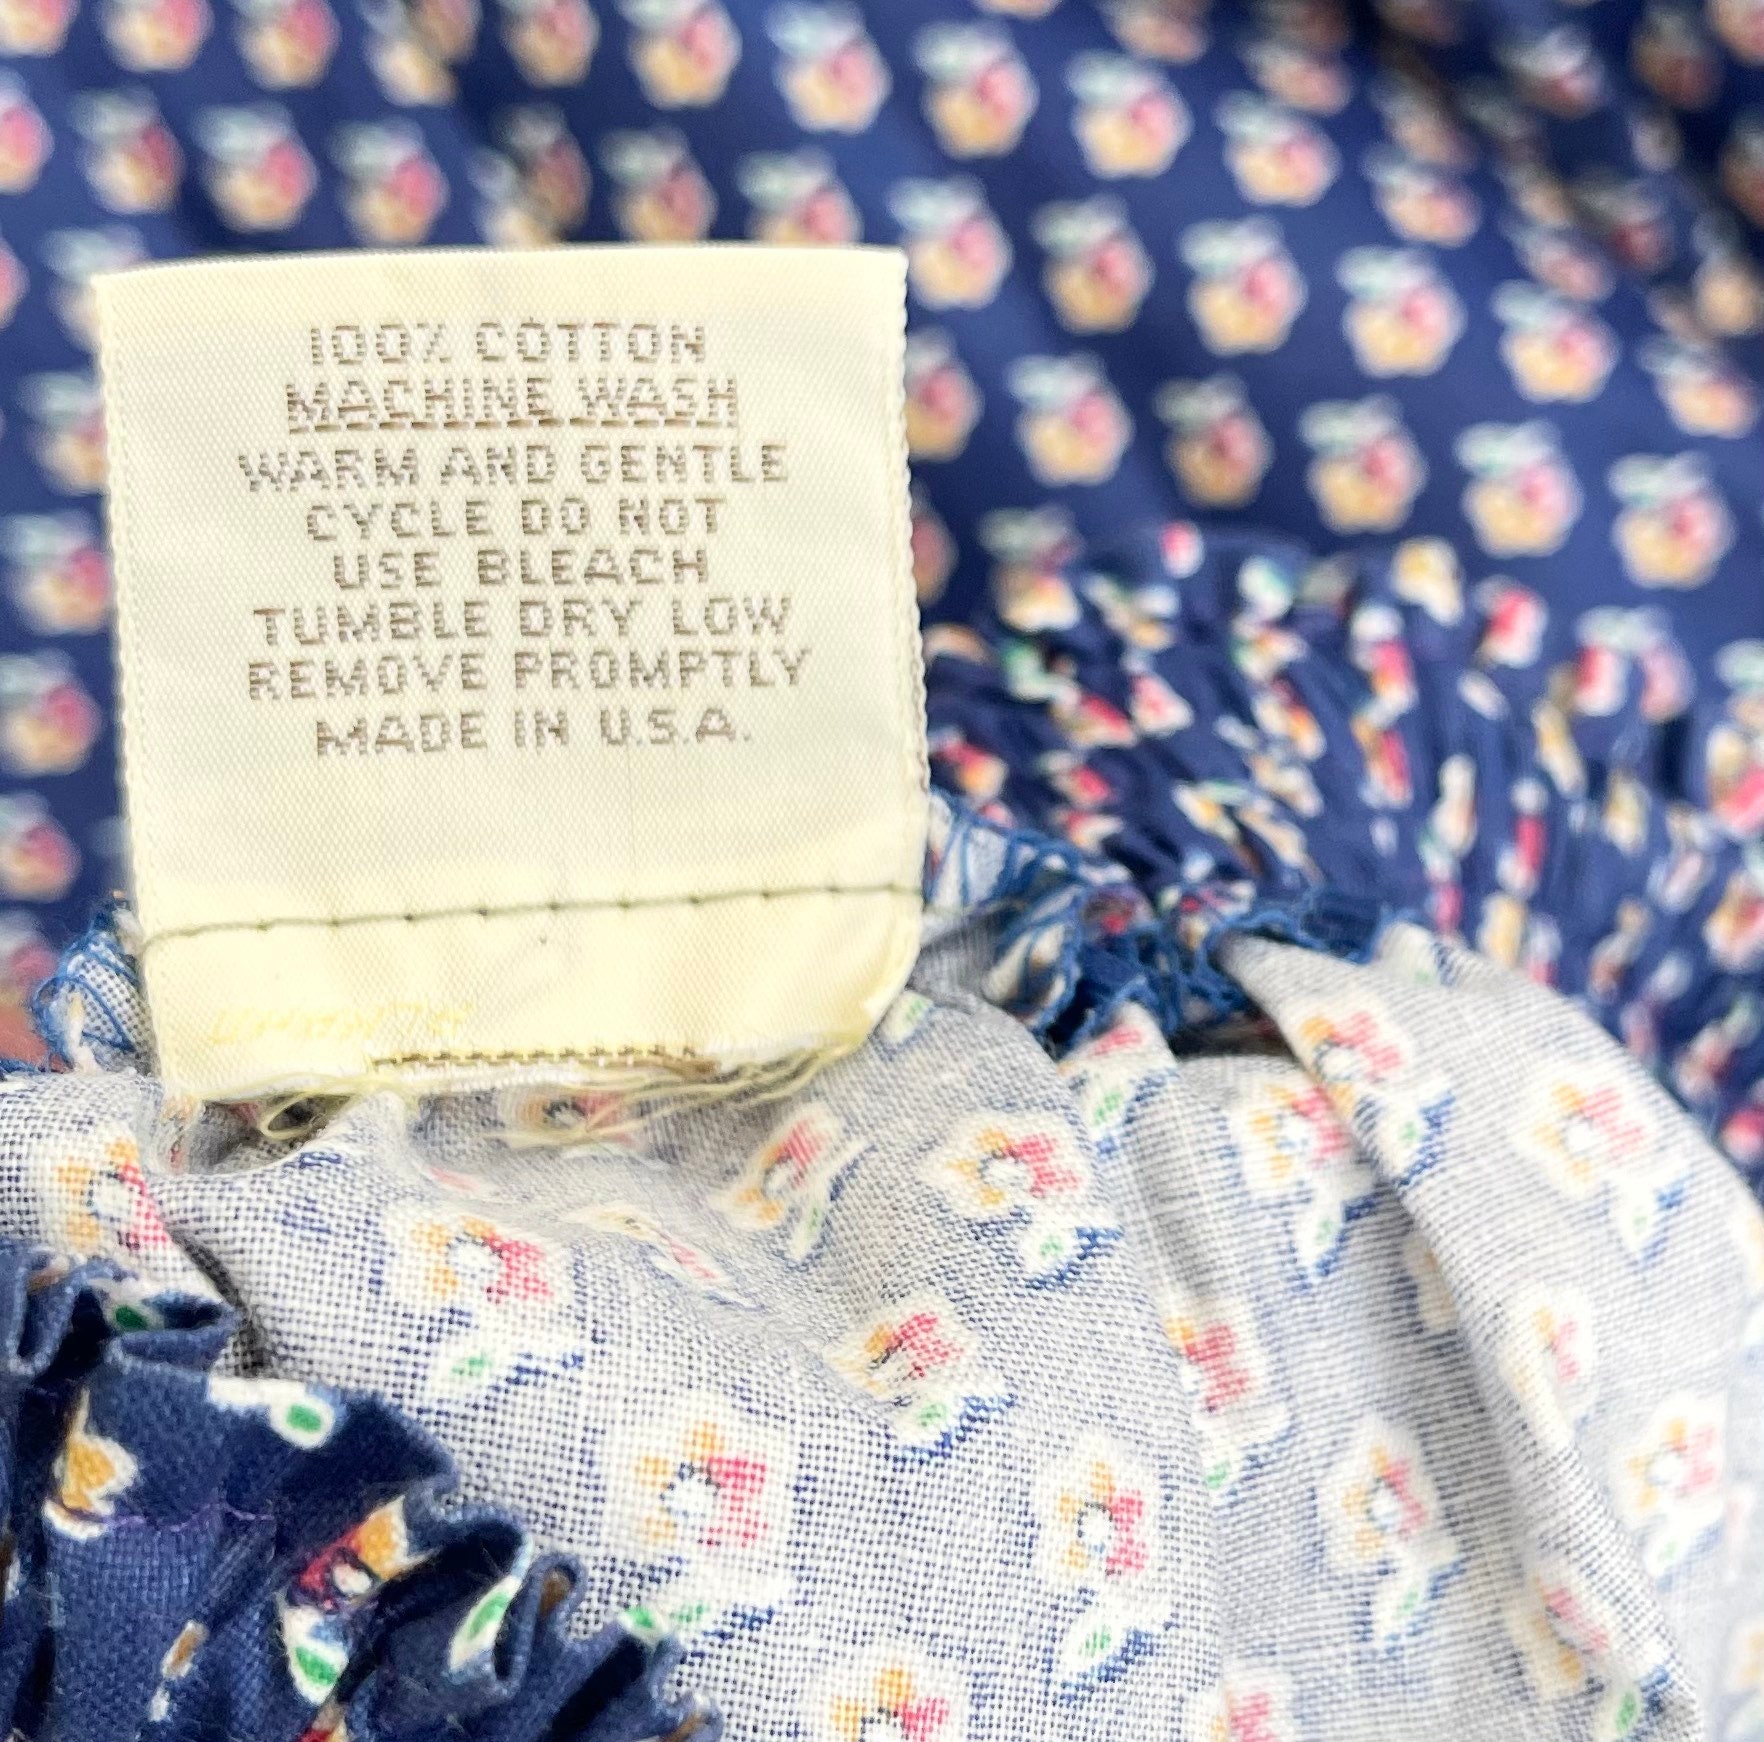 100% COTTON
MACHINE WASH
WARM AND GENTLE
CYCLE DO NOT
USE BLEACH
TUMBLE DRY LOW
REMOVE PROMPTLY
MADE IN U.S.A.